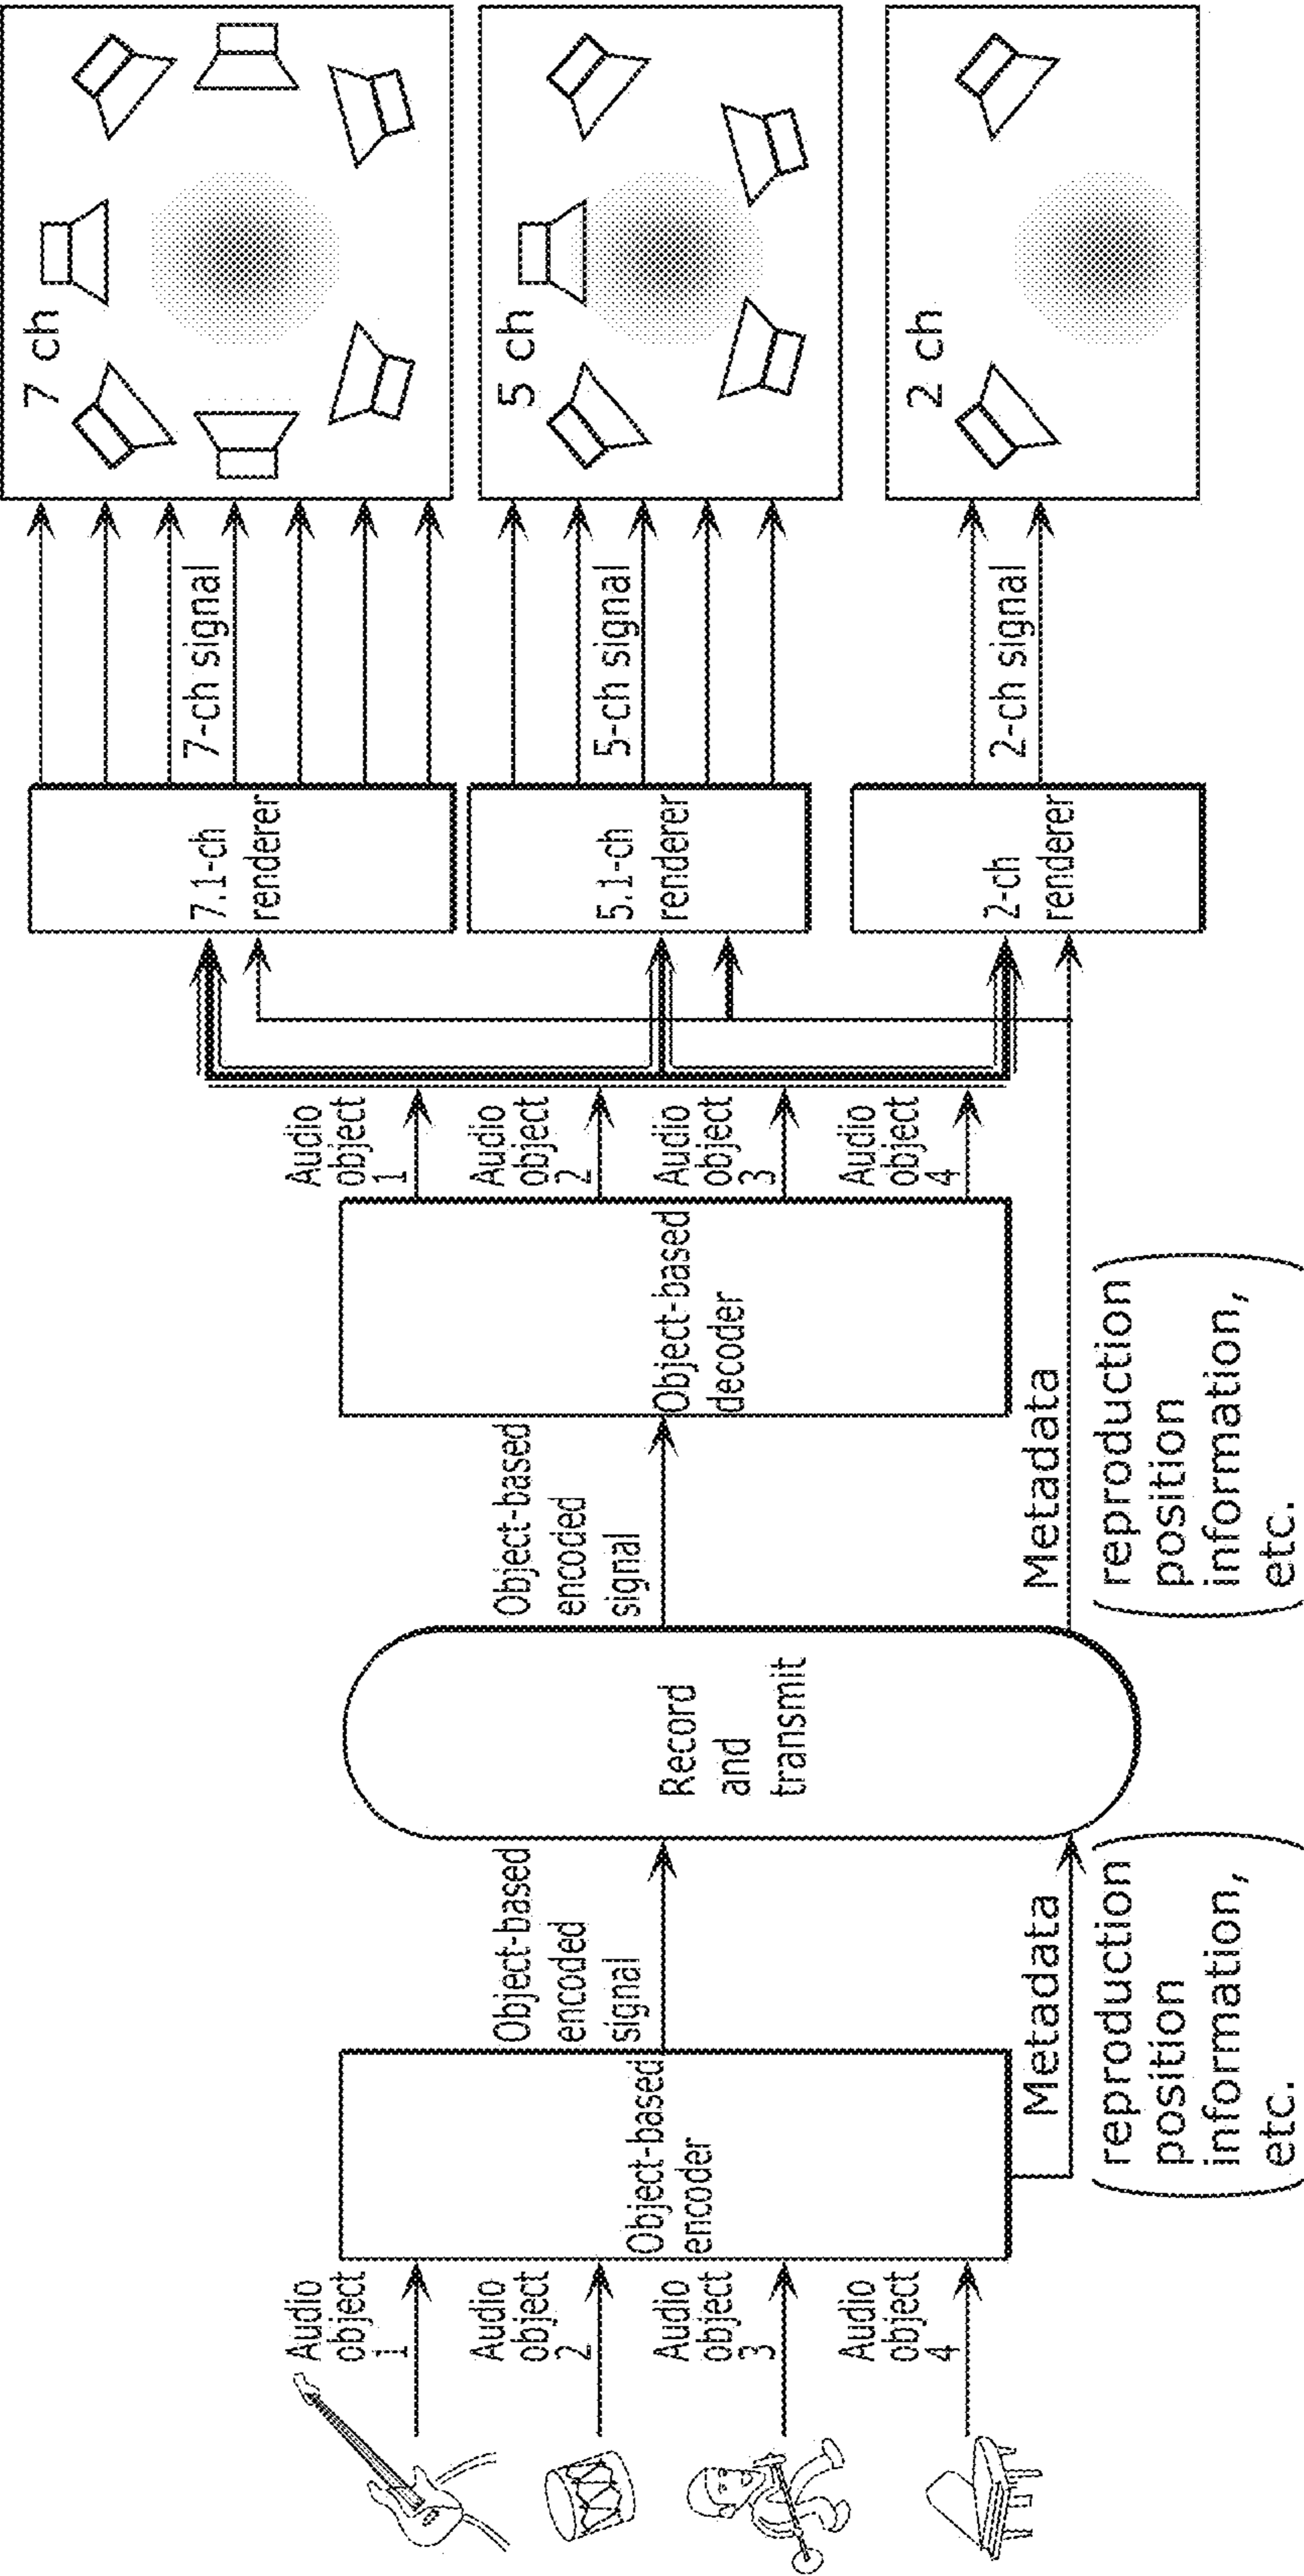 Audio
object
1
Audio
object
2
Audio
object
3
Audio
object
4
Object-based
encoder
Object-based
encoded
signal
Metadata
reproduction
position
information,
etc.
Record
and
transmit
Object-based
encoded
signal
Metadata
reproduction
position
information,
etc.
Object-based
decoder
Audio
object
1
Audio
object
2
Audio
object
3
Audio
object
4
7.1-ch
renderer
5.1-ch
renderer
2-ch
renderer
7-ch signal
5-ch signal
2-ch signal
7 ch
5 ch
2 ch